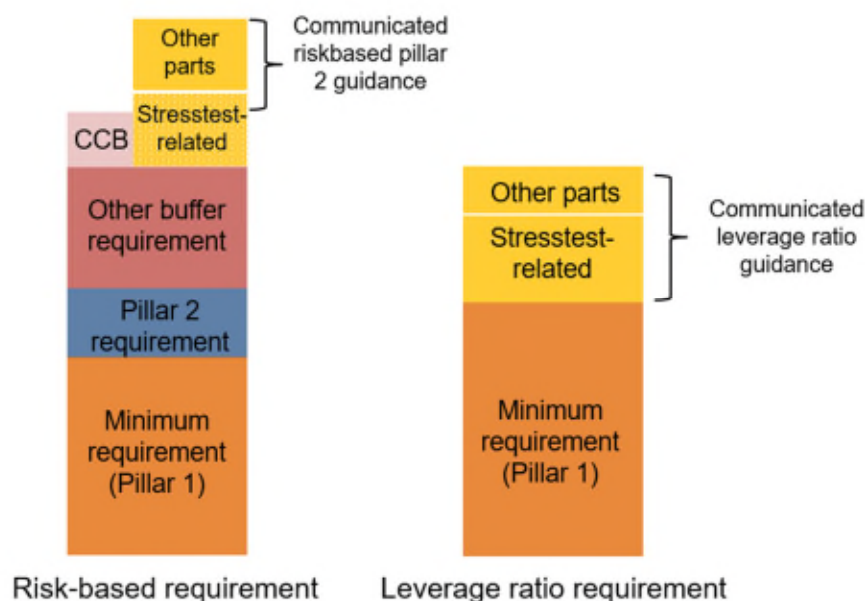 Other
parts
Communicated
riskbased pillar
2 guidance
CCB
Stresstest-
related
Other buffer
requirement
Pillar 2
requirement
Minimum
requirement
(Pillar 1)
Risk-based requirement
Other parts
Stresstest-
related
Communicated
leverage ratio
guidance
Minimum
requirement
(Pillar 1)
Leverage ratio requirement